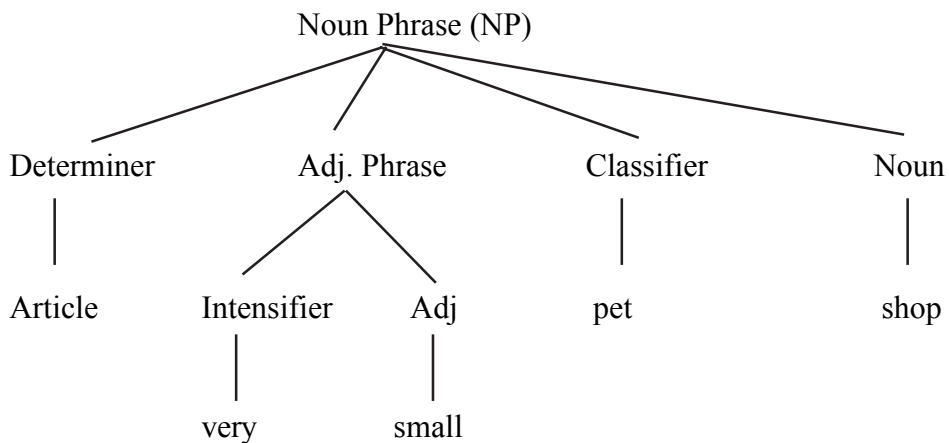 Noun Phrase (NP)
Determiner Adj. Phrase Classifier Noun
Article Intensifier Adj pet shop
very small